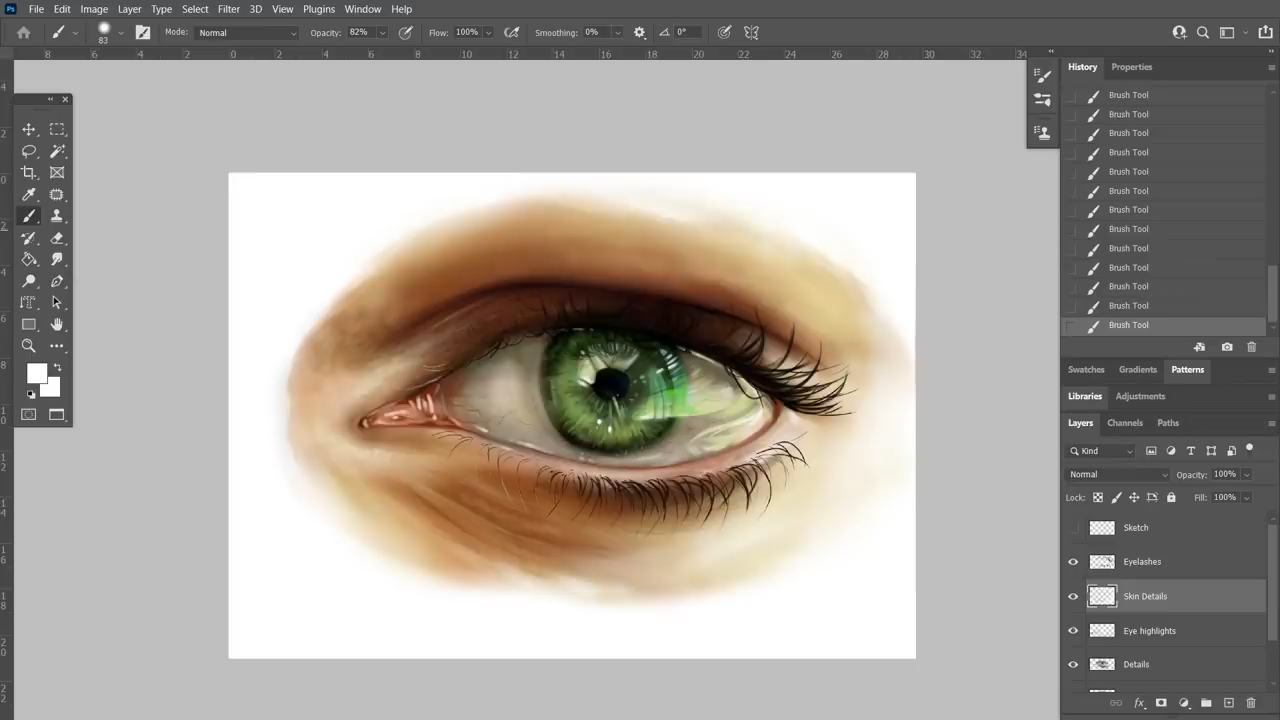 Ps File Edit Image Layer Type Select Filter 3D View Plugins Window Help
83 Mode: Normal Opacity: 82% Flow: 100% Smoothing: 0% 0°
8 6 4 2 0 2 4 6 8 10 12 14 16 18 20 22 24 26 28 30 32 34
History Properties
Brush Tool
Brush Tool
Brush Tool
Brush Tool
Brush Tool
Brush Tool
Brush Tool
Brush Tool
Brush Tool
Brush Tool
Brush Tool
Brush Tool
Brush Tool
Swatches Gradients Patterns
Libraries Adjustments
Layers Channels Paths
Kind
Normal Opacity: 100%
Lock: Fill: 100%
Sketch
Eyelashes
Skin Details
Eye highlights
Details
fx